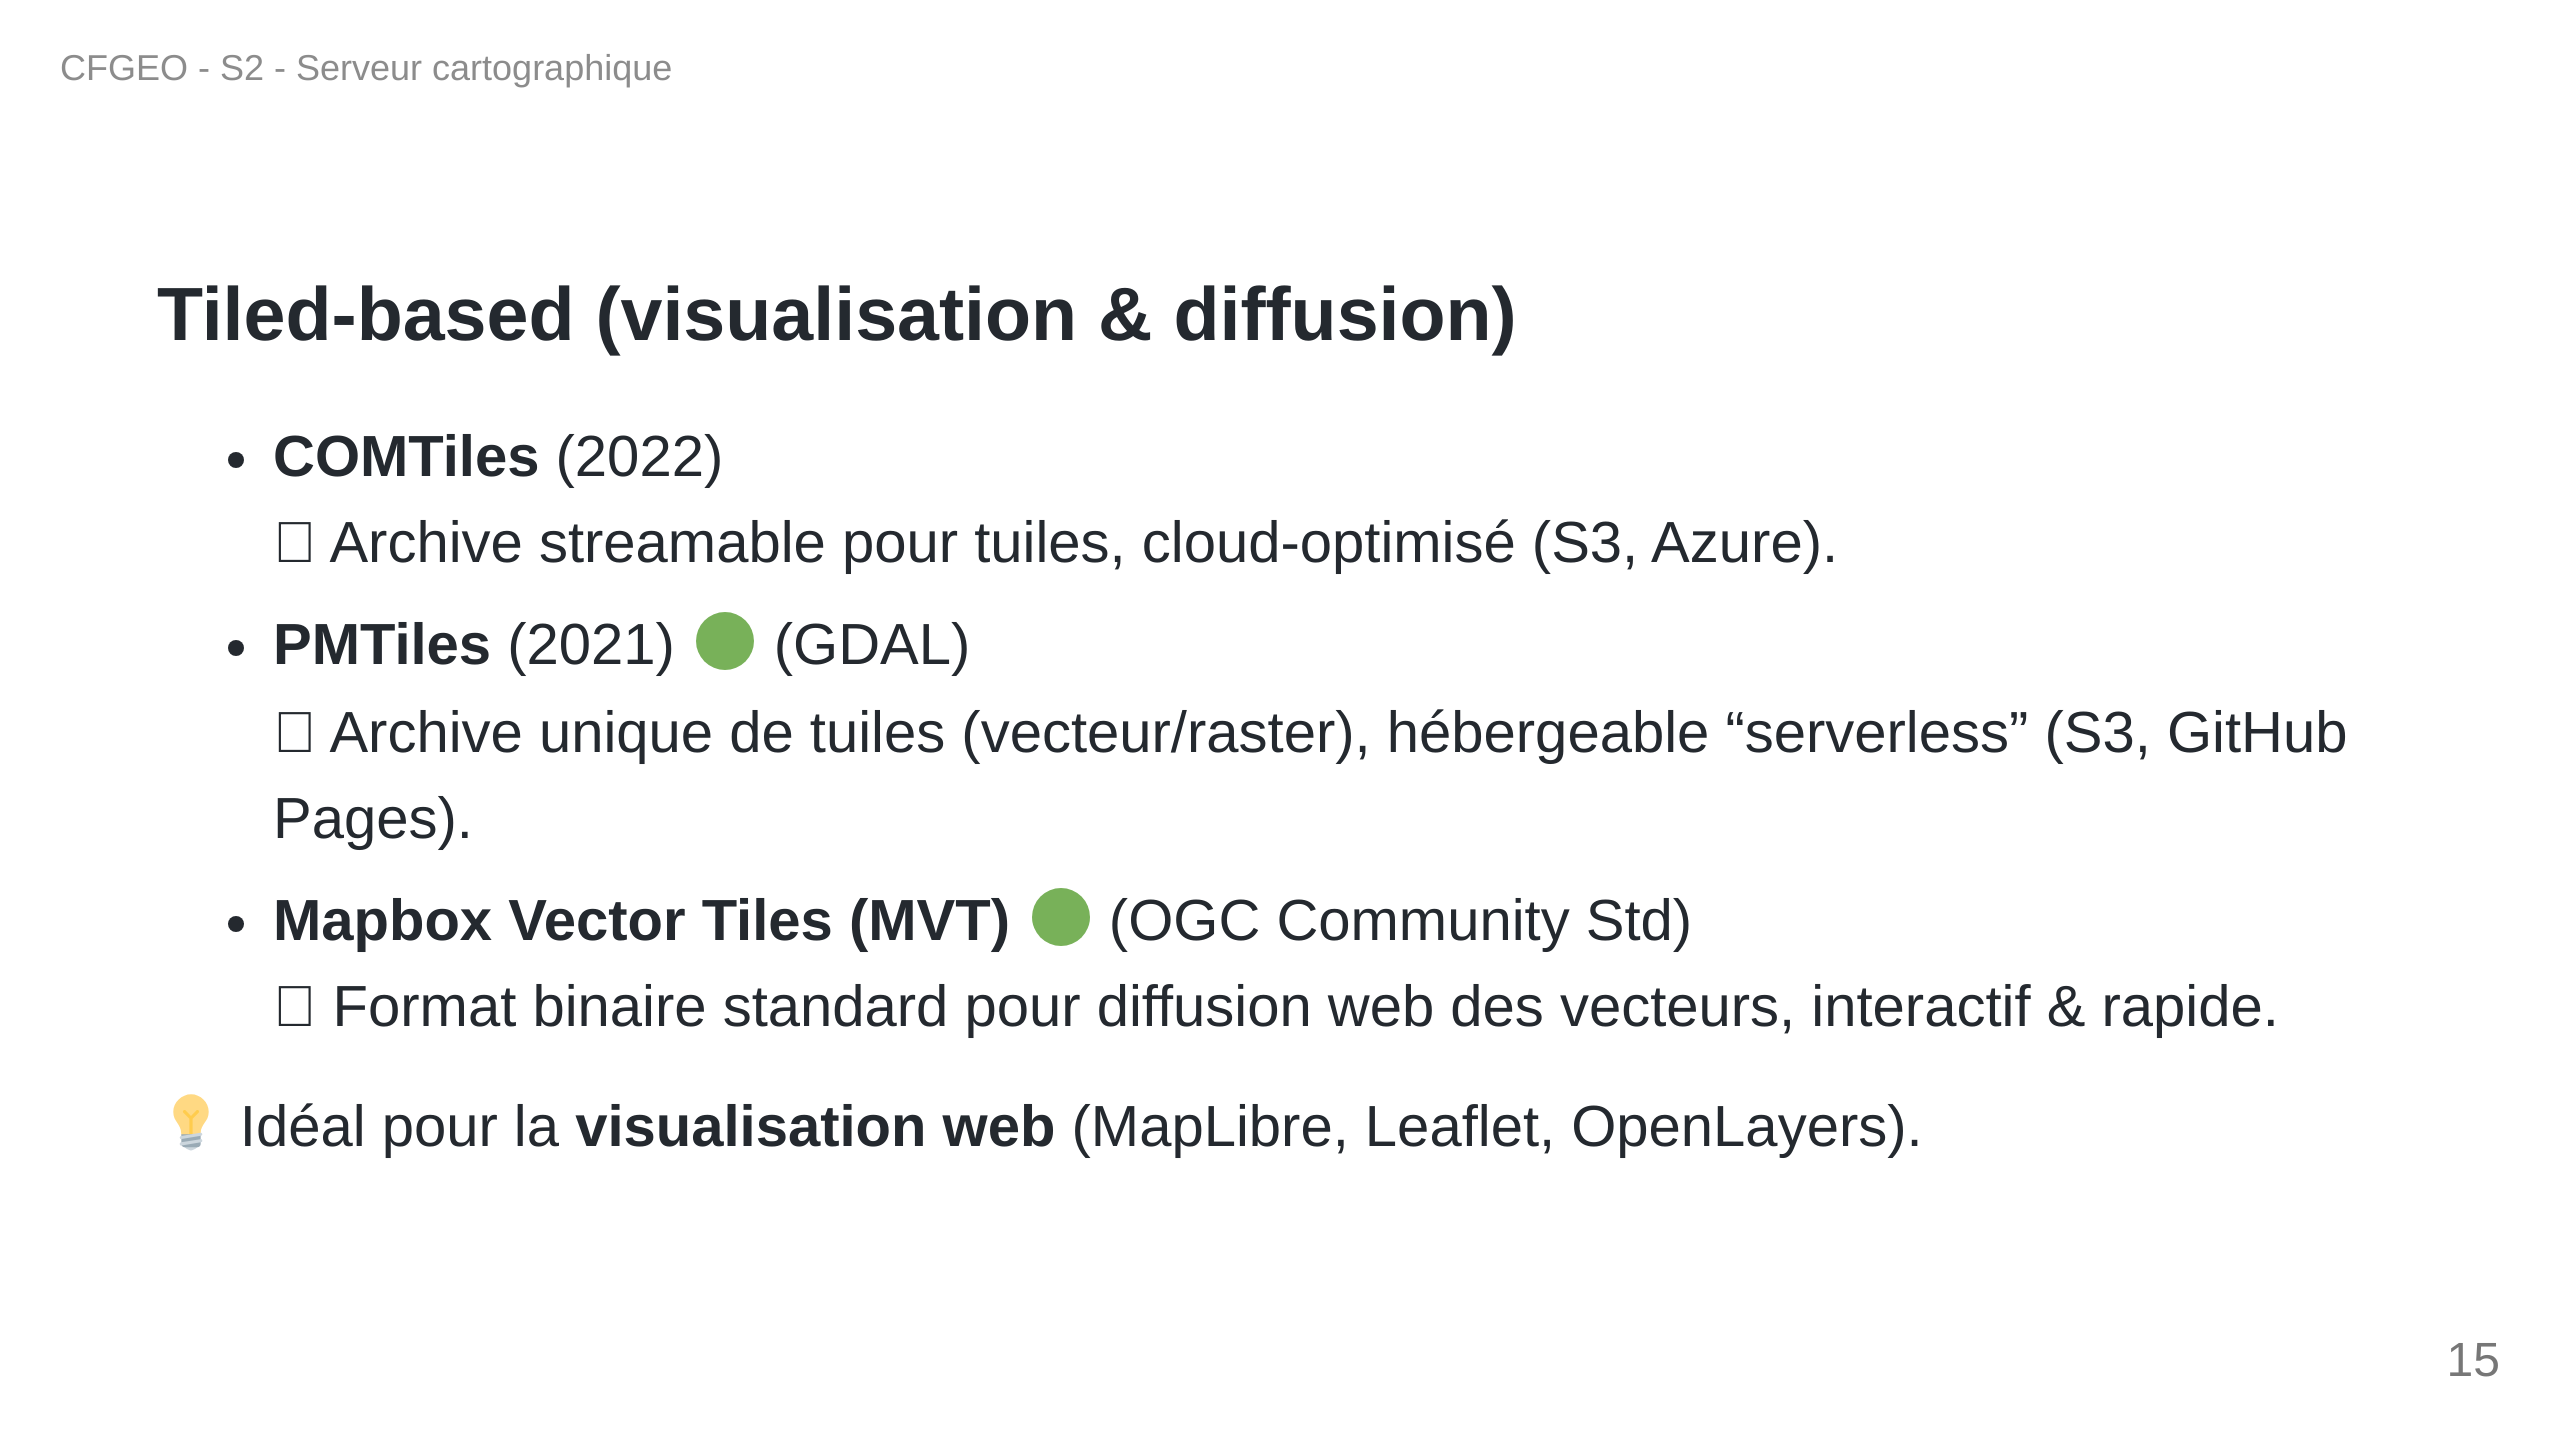 CFGEO - S2 - Serveur cartographique
Tiled-based (visualisation & diffusion)
• COMTiles (2022)
Archive streamable pour tuiles, cloud-optimisé (S3, Azure).
• PMTiles (2021) 🟢 (GDAL)
Archive unique de tuiles (vecteur/raster), hébergeable “serverless” (S3, GitHub
Pages).
• Mapbox Vector Tiles (MVT) 🟢 (OGC Community Std)
Format binaire standard pour diffusion web des vecteurs, interactif & rapide.
💡 Idéal pour la visualisation web (MapLibre, Leaflet, OpenLayers).
15